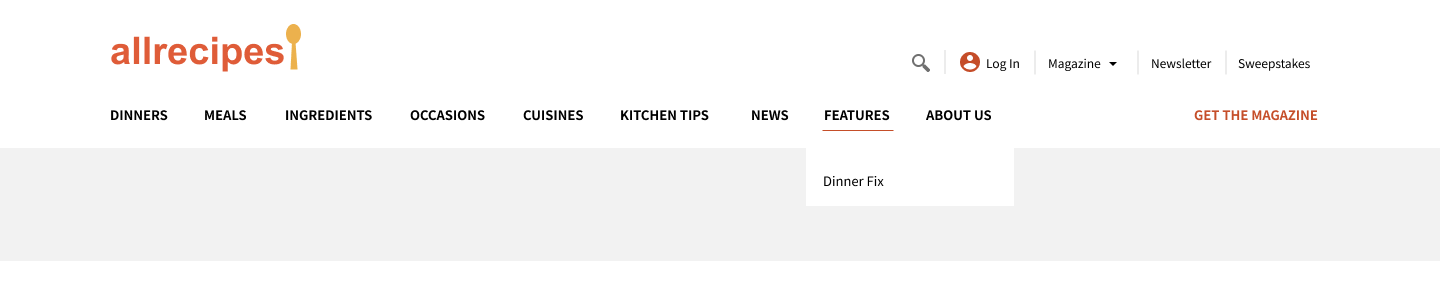 allrecipes
Log In
Magazine
Newsletter
Sweepstakes
DINNERS MEALS INGREDIENTS OCCASIONS CUISINES KITCHEN TIPS NEWS FEATURES ABOUT US GET THE MAGAZINE
Dinner Fix